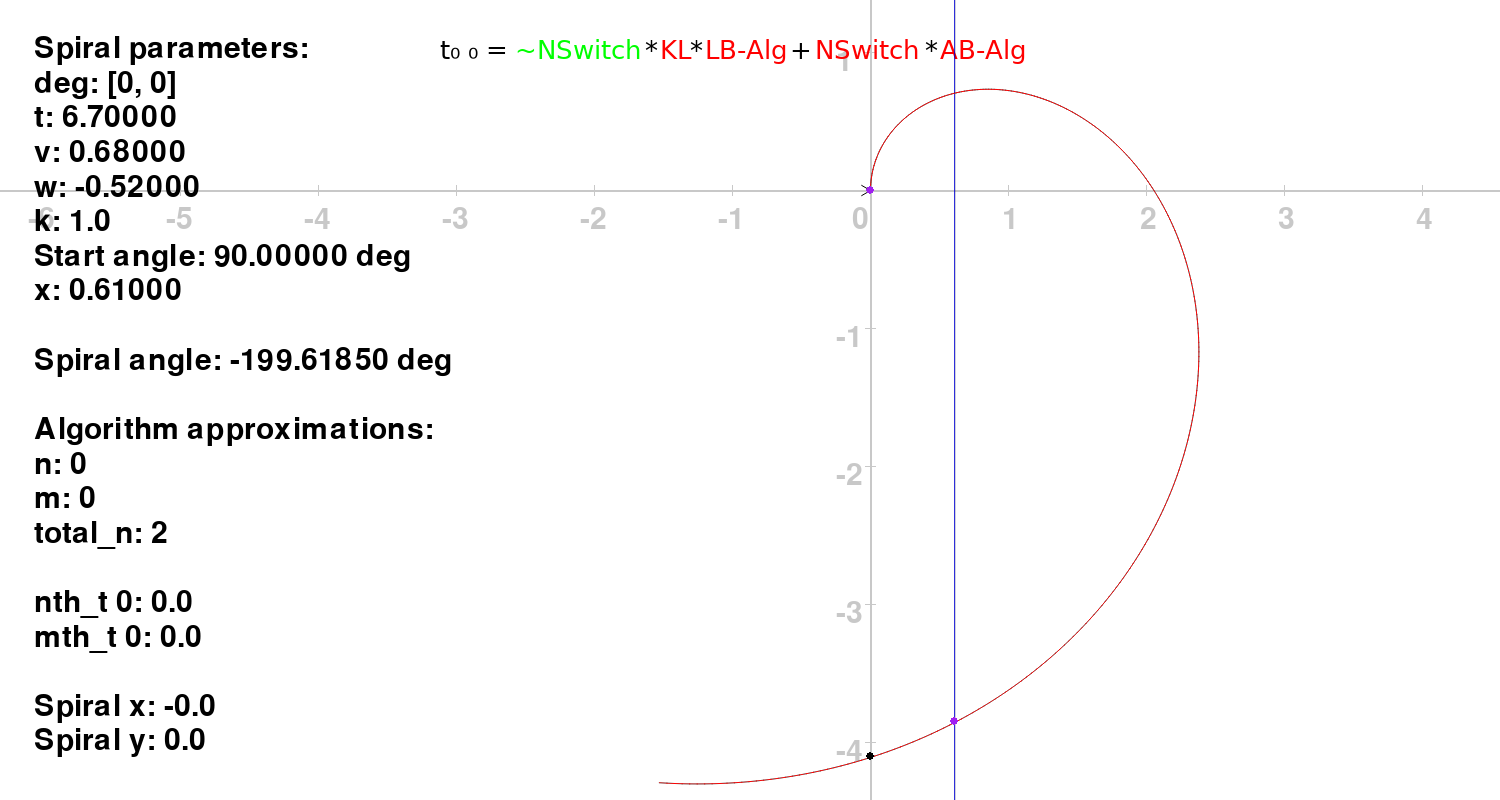 Spiral parameters:
t₀ ₀ = ~NSwitch*KL*LB-Alg+NSwitch*AB-Alg
1
deg: [0, 0]
t: 6.70000
v: 0.68000
w: -0.52000
-6 -5 -4 -3 -2 -1 0 1 2 3 4
k: 1.0
Start angle: 90.00000 deg
x: 0.61000
-1
Spiral angle: -199.61850 deg
Algorithm approximations:
n: 0
-2
m: 0
total_n: 2
nth_t 0: 0.0
-3
mth_t 0: 0.0
Spiral x: -0.0
Spiral y: 0.0
-4